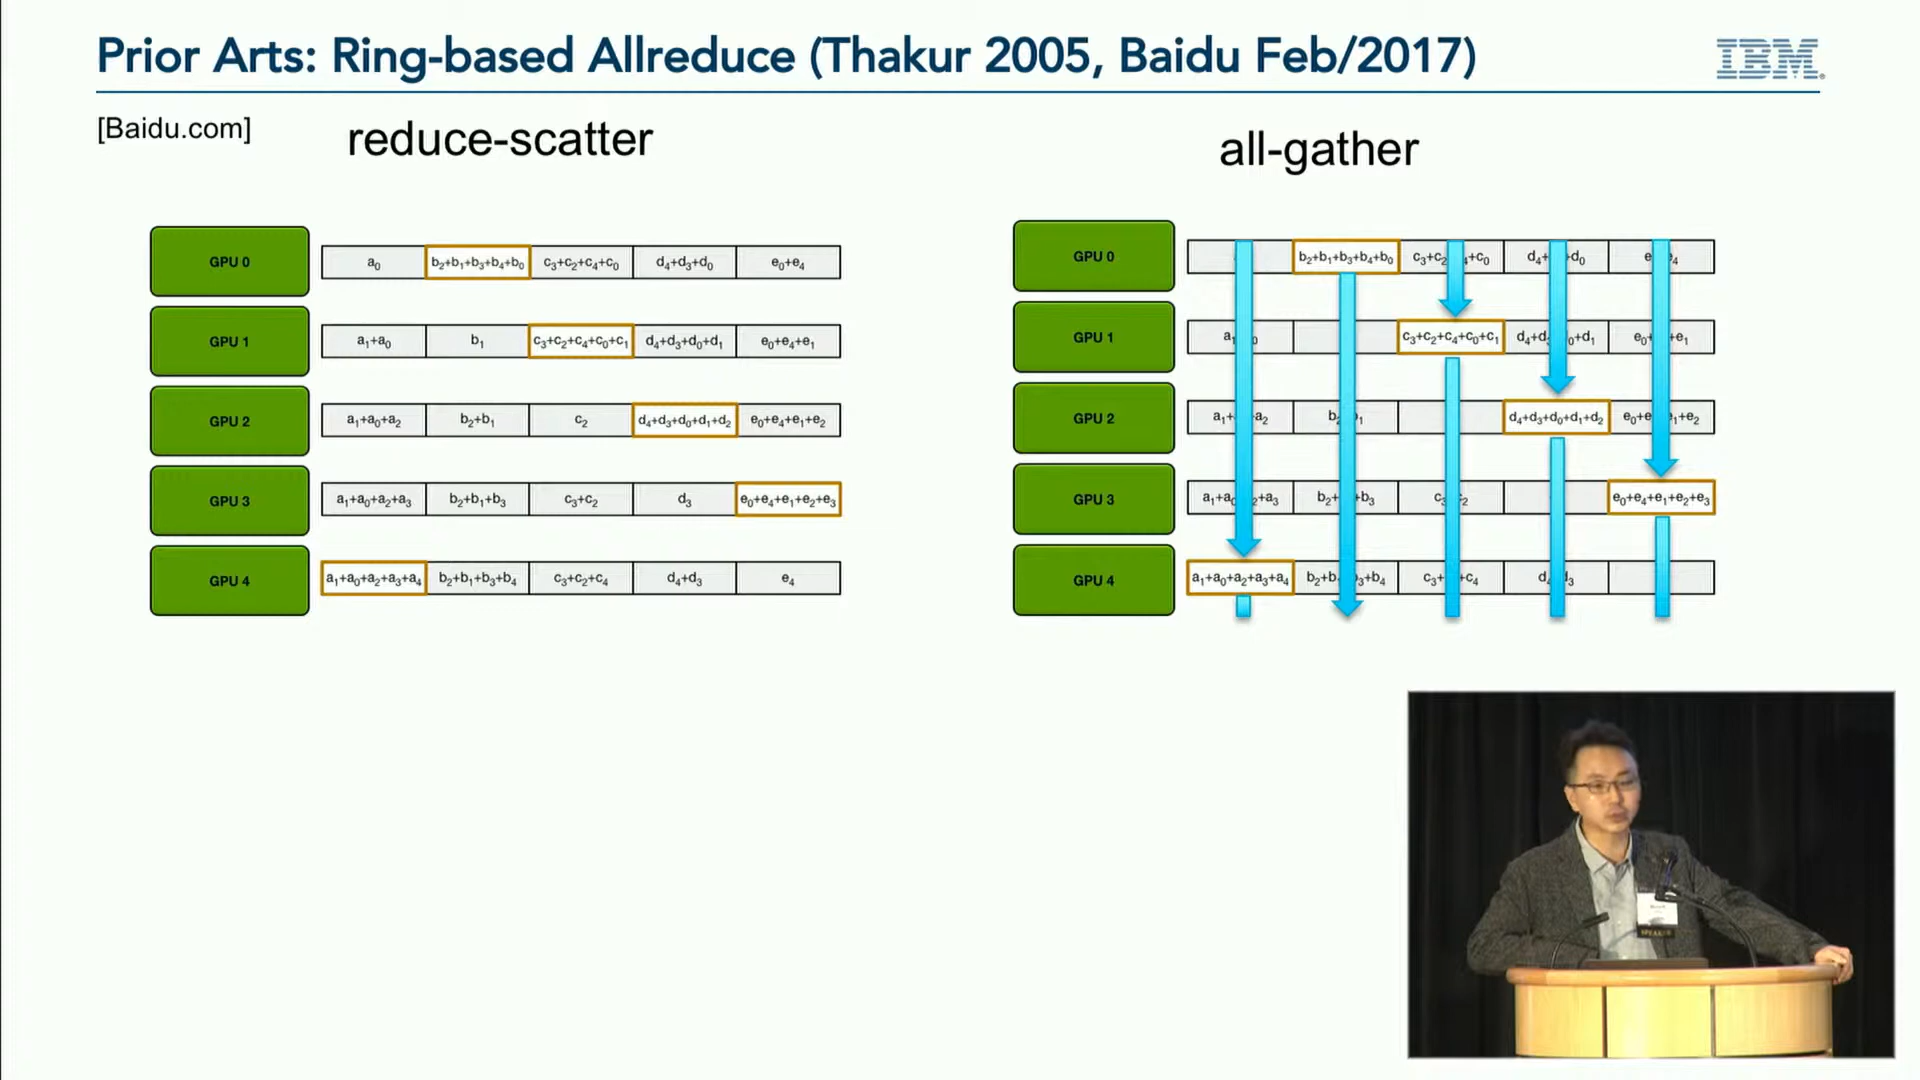 Prior Arts: Ring-based Allreduce (Thakur 2005, Baidu Feb/2017)
IBM®
[Baidu.com]
reduce-scatter
GPU 0 a₀ b₂+b₁+b₃+b₄+b₀ c₃+c₂+c₄+c₀ d₄+d₃+d₀ e₀+e₄
GPU 1 a₁+a₀ b₁ c₃+c₂+c₄+c₀+c₁ d₄+d₃+d₀+d₁ e₀+e₄+e₁
GPU 2 a₁+a₀+a₂ b₂+b₁ c₂ d₄+d₃+d₀+d₁+d₂ e₀+e₄+e₁+e₂
GPU 3 a₁+a₀+a₂+a₃ b₂+b₁+b₃ c₃+c₂ d₃ e₀+e₄+e₁+e₂+e₃
GPU 4 a₁+a₀+a₂+a₃+a₄ b₂+b₁+b₃+b₄ c₃+c₂+c₄ d₄+d₃ e₄
all-gather
GPU 0 b₂+b₁+b₃+b₄+b₀
GPU 1 c₃+c₂+c₄+c₀+c₁
GPU 2 d₄+d₃+d₀+d₁+d₂
GPU 3 e₀+e₄+e₁+e₂+e₃
GPU 4 a₁+a₀+a₂+a₃+a₄
SPEAKER